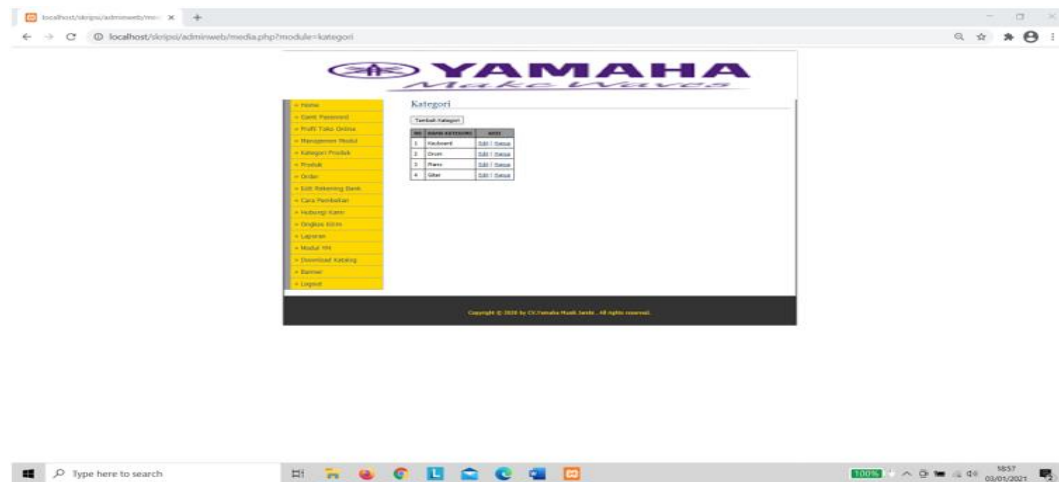 localhost/skripsi/adminweb/med
localhost/skripsi/adminweb/media.php?module=kategori
YAMAHA
Make Waves
» Home
» Ganti Password
» Profil Toko Online
» Manajemen Modul
» Kategori Produk
» Produk
» Order
» Edit Rekening Bank
» Cara Pembelian
» Hubungi Kami
» Ongkos Kirim
» Laporan
» Modul YM
» Download Katalog
» Banner
» Logout
Kategori
Tambah Kategori
NO NAMA KATEGORI AKSI
1 Keyboard Edit | Hapus
2 Drum Edit | Hapus
3 Piano Edit | Hapus
4 Gitar Edit | Hapus
Copyright © 2020 by CV.Yamaha Musik Jambi . All rights reserved.
Type here to search
100%
18:57
03/01/2021